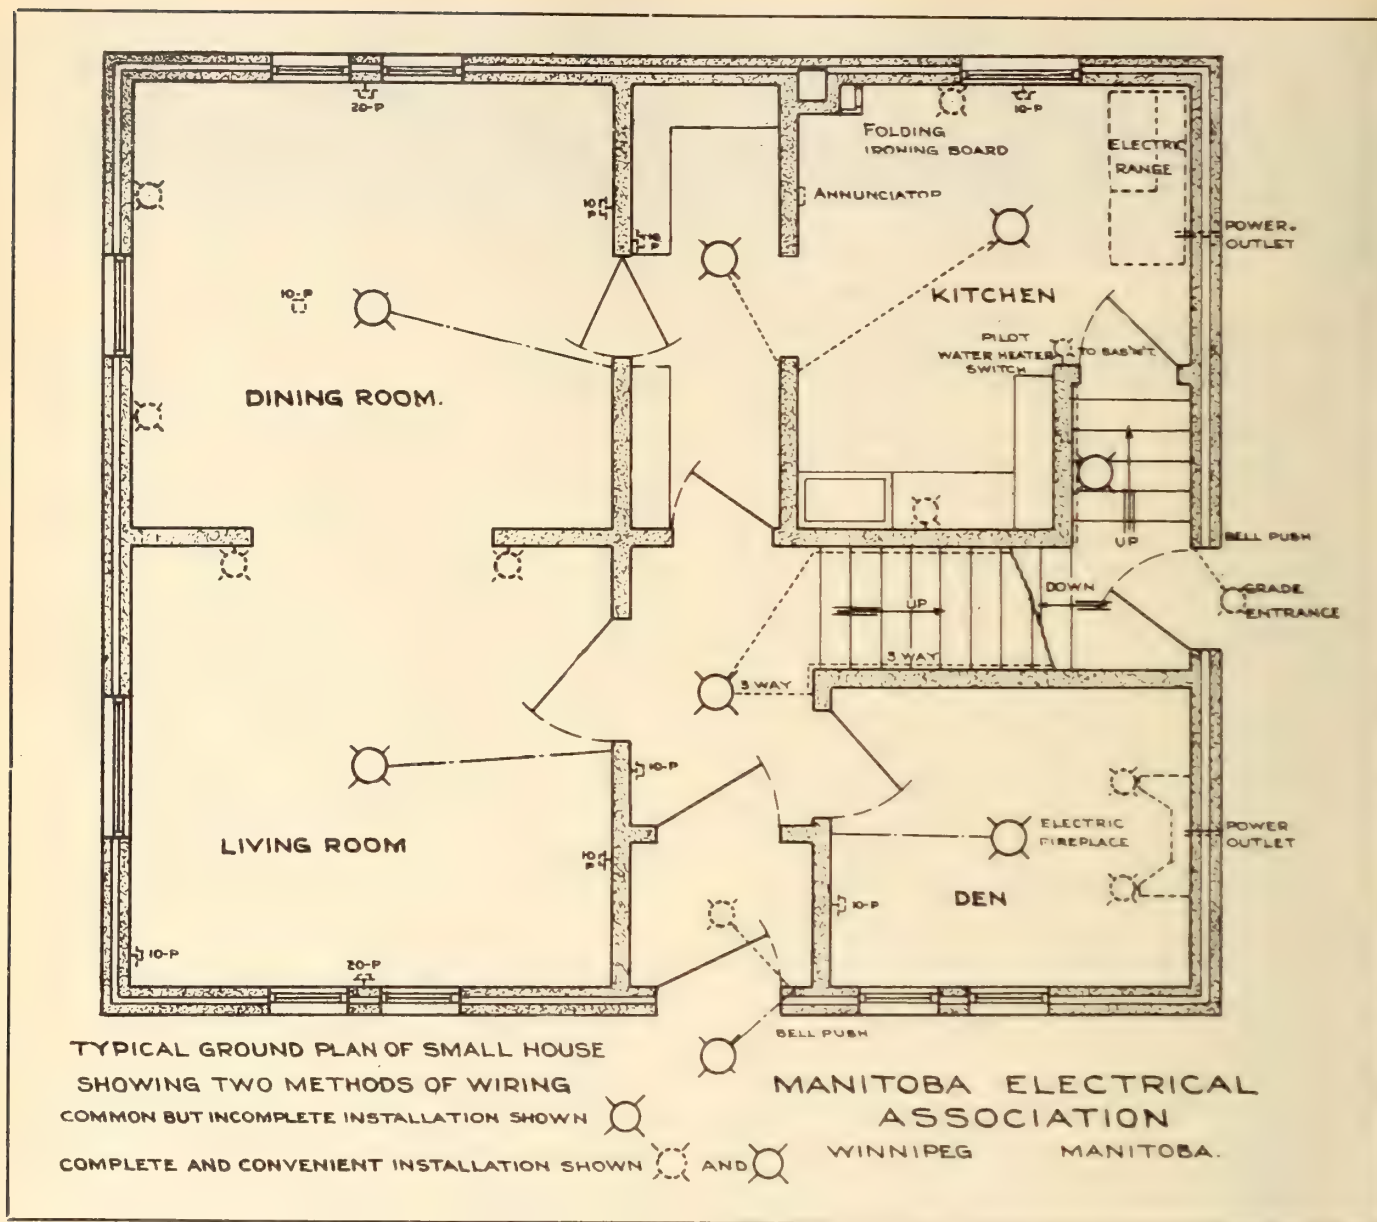 20-P
10-P
FOLDING
IRONING BOARD
ELECTRIC
RANGE
ANNUNCIATOR
10
P
10
P
POWER-
OUTLET
10-P
KITCHEN
PILOT
WATER HEATER
SWITCH
TO BAS'M'T.
DINING ROOM.
UP
BELL PUSH
DOWN
GRADE
ENTRANCE
UP
3 WAY
3 WAY
10-P
ELECTRIC
FIREPLACE
POWER
OUTLET
LIVING ROOM
10
P
DEN
10-P
10-P
20-P
BELL PUSH
TYPICAL GROUND PLAN OF SMALL HOUSE
SHOWING TWO METHODS OF WIRING
COMMON BUT INCOMPLETE INSTALLATION SHOWN
COMPLETE AND CONVENIENT INSTALLATION SHOWN AND
MANITOBA ELECTRICAL
ASSOCIATION
WINNIPEG MANITOBA.